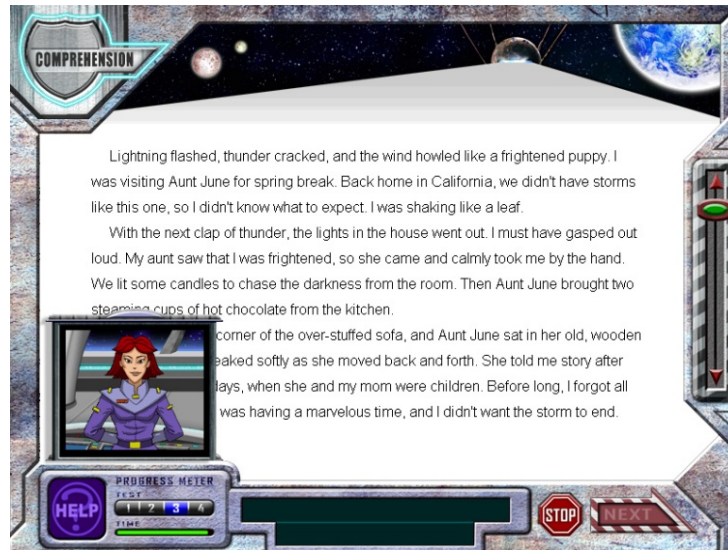 COMPREHENSION
Lightning flashed, thunder cracked, and the wind howled like a frightened puppy. I
was visiting Aunt June for spring break. Back home in California, we didn't have storms
like this one, so I didn't know what to expect. I was shaking like a leaf.
With the next clap of thunder, the lights in the house went out. I must have gasped out
loud. My aunt saw that I was frightened, so she came and calmly took me by the hand.
We lit some candles to chase the darkness from the room. Then Aunt June brought two
steaming cups of hot chocolate from the kitchen.
corner of the over-stuffed sofa, and Aunt June sat in her old, wooden
eaked softly as she moved back and forth. She told me story after
days, when she and my mom were children. Before long, I forgot all
was having a marvelous time, and I didn't want the storm to end.
PROGRESS METER
TEST
1 2 3 4
TIME
HELP
STOP
NEXT